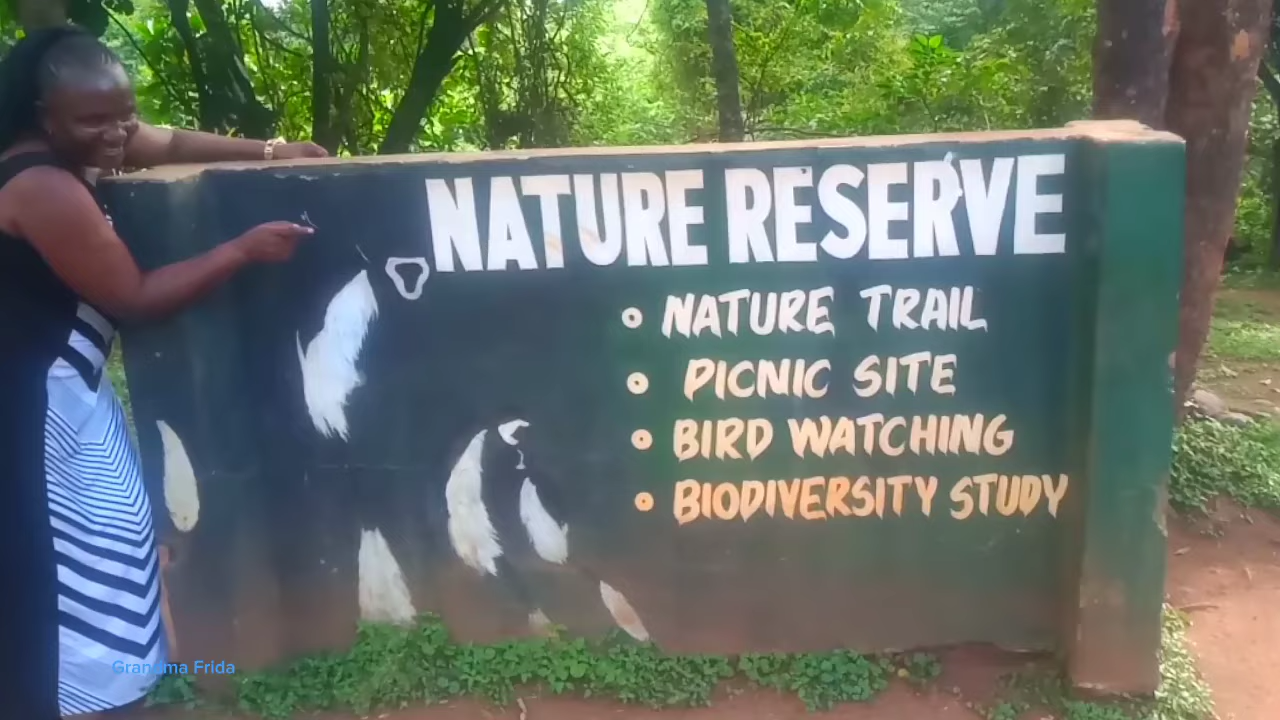 NATURE RESERVE
NATURE TRAIL
PICNIC SITE
BIRD WATCHING
BIODIVERSITY STUDY
Grandma Frida